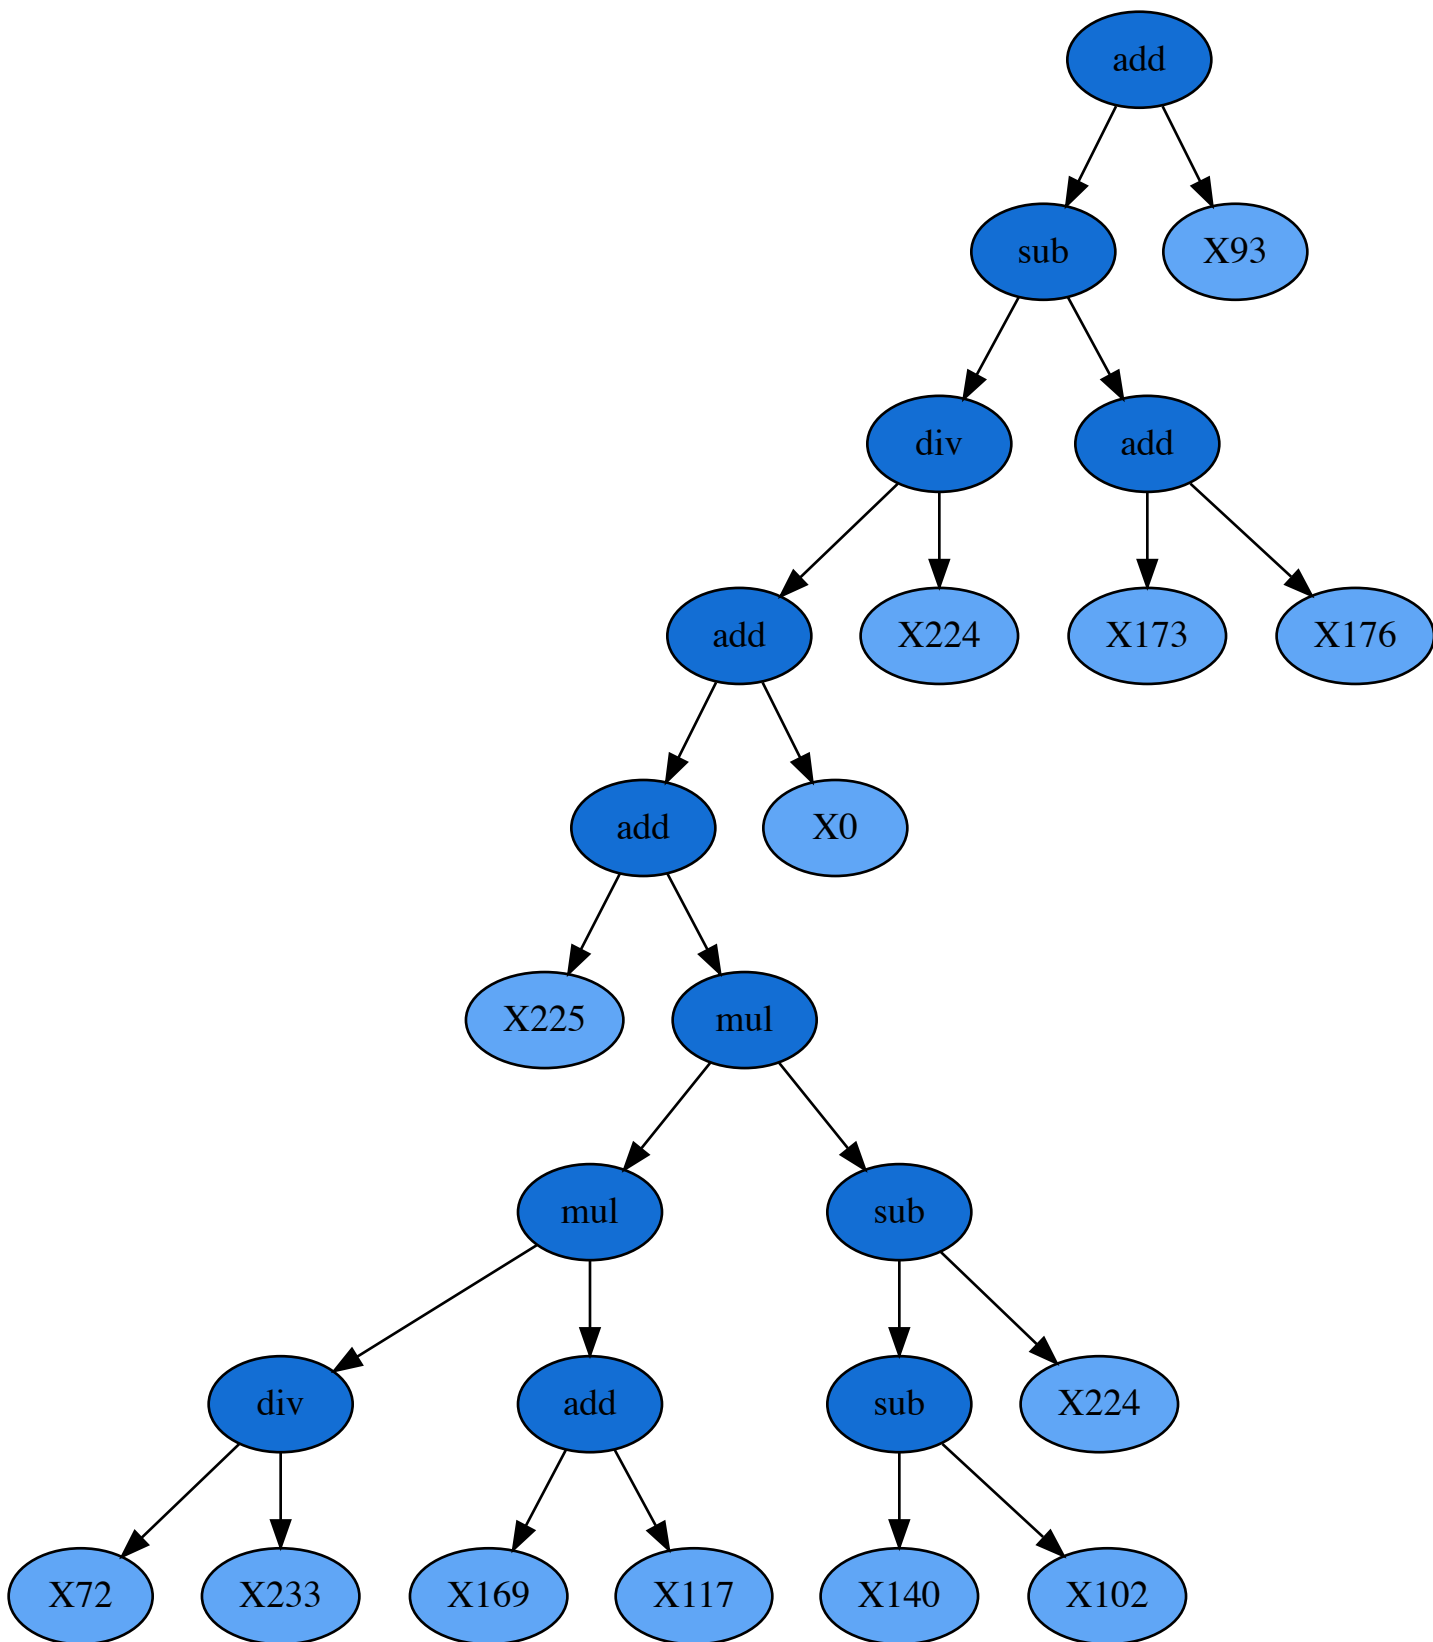 add
sub
X93
div
add
add
X224
X173
X176
add
X0
X225
mul
mul
sub
div
add
sub
X224
X72
X233
X169
X117
X140
X102